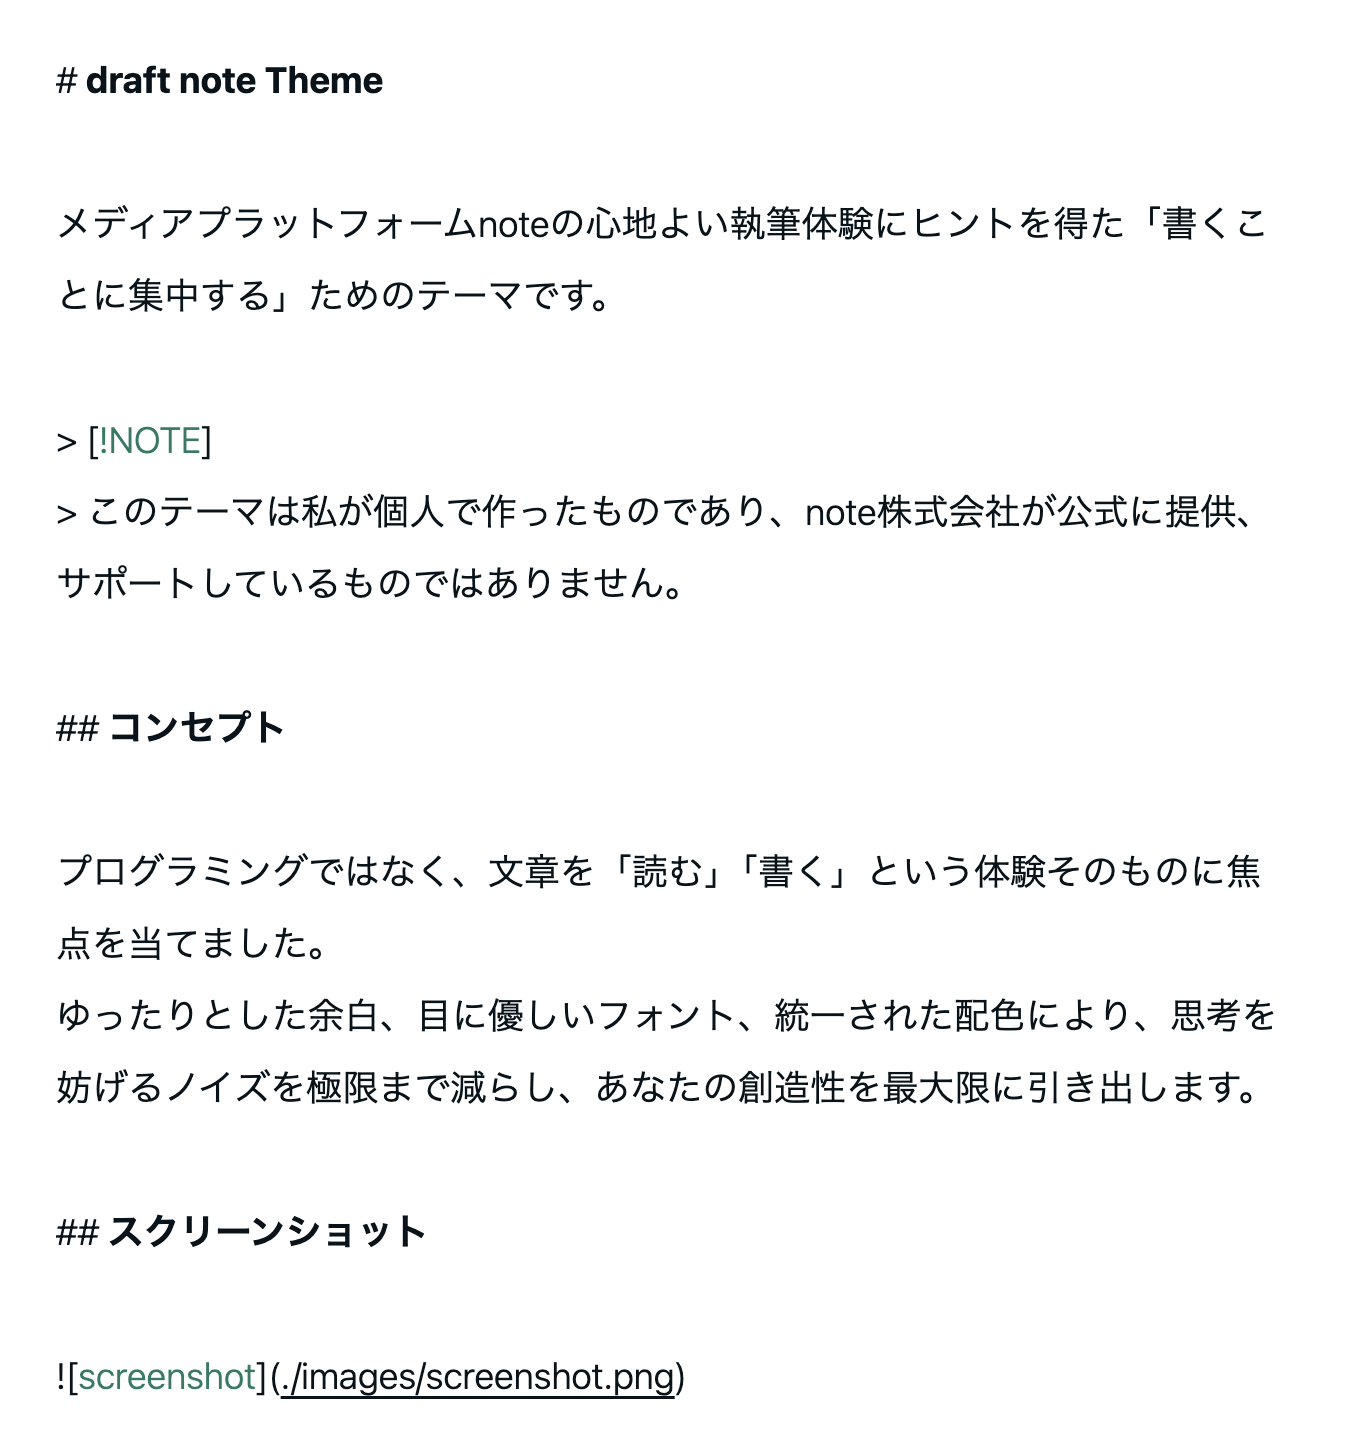 # draft note Theme
メディアプラットフォームnoteの心地よい執筆体験にヒントを得た「書くこ
とに集中する」ためのテーマです。
> [!NOTE]
> このテーマは私が個人で作ったものであり、note株式会社が公式に提供、
サポートしているものではありません。
## コンセプト
プログラミングではなく、文章を「読む」「書く」という体験そのものに焦
点を当てました。
ゆったりとした余白、目に優しいフォント、統一された配色により、思考を
妨げるノイズを極限まで減らし、あなたの創造性を最大限に引き出します。
## スクリーンショット
![screenshot](./images/screenshot.png)